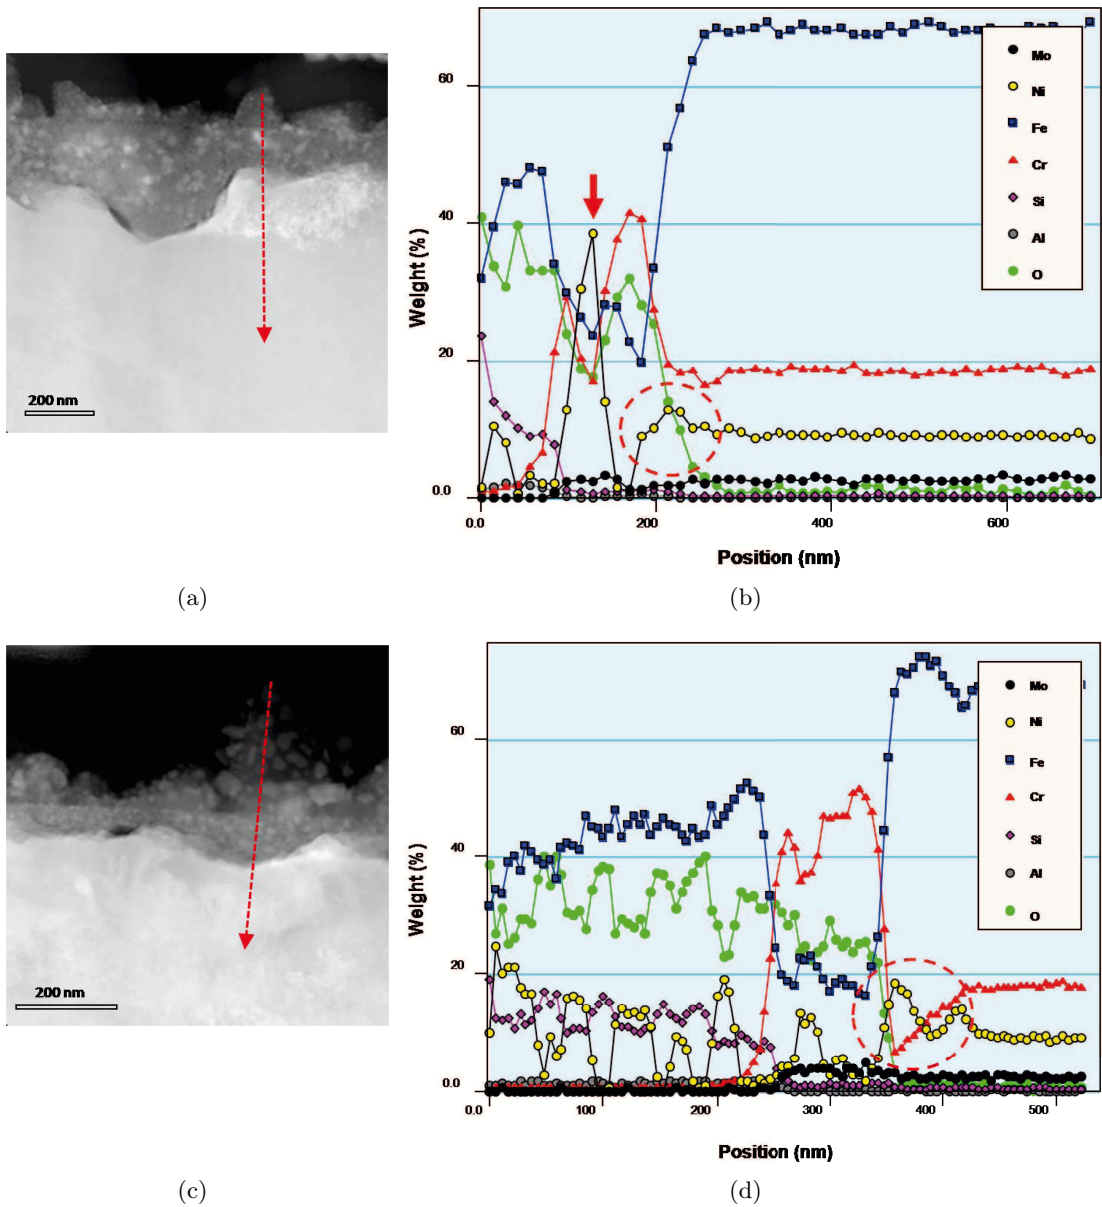 200 nm
(a)
Weight (%)
60
40
20
0.0
0.0
200
400
600
Position (nm)
Mo
Ni
Fe
Cr
Si
Al
O
(b)
200 nm
(c)
Weight (%)
60
40
20
0.0
0.0
100
200
300
400
500
Position (nm)
Mo
Ni
Fe
Cr
Si
Al
O
(d)